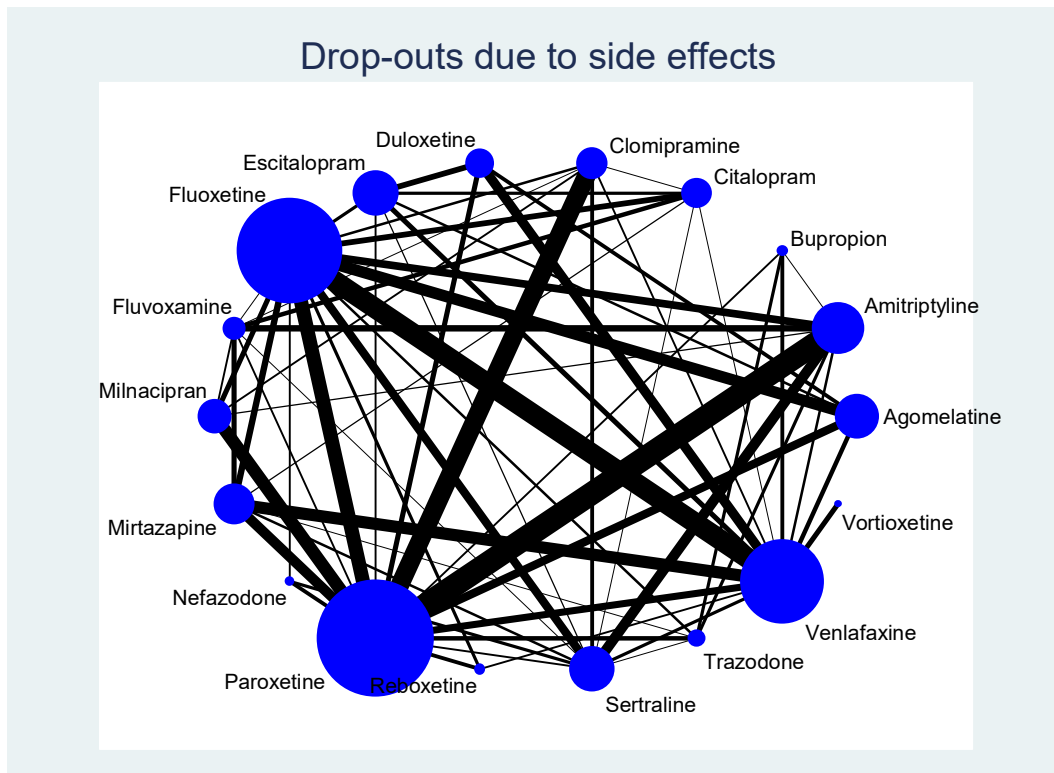 Drop-outs due to side effects
Duloxetine
Clomipramine
Escitalopram
Citalopram
Fluoxetine
Bupropion
Fluvoxamine
Amitriptyline
Milnacipran
Agomelatine
Mirtazapine
Vortioxetine
Nefazodone
Venlafaxine
Trazodone
Paroxetine
Reboxetine
Sertraline